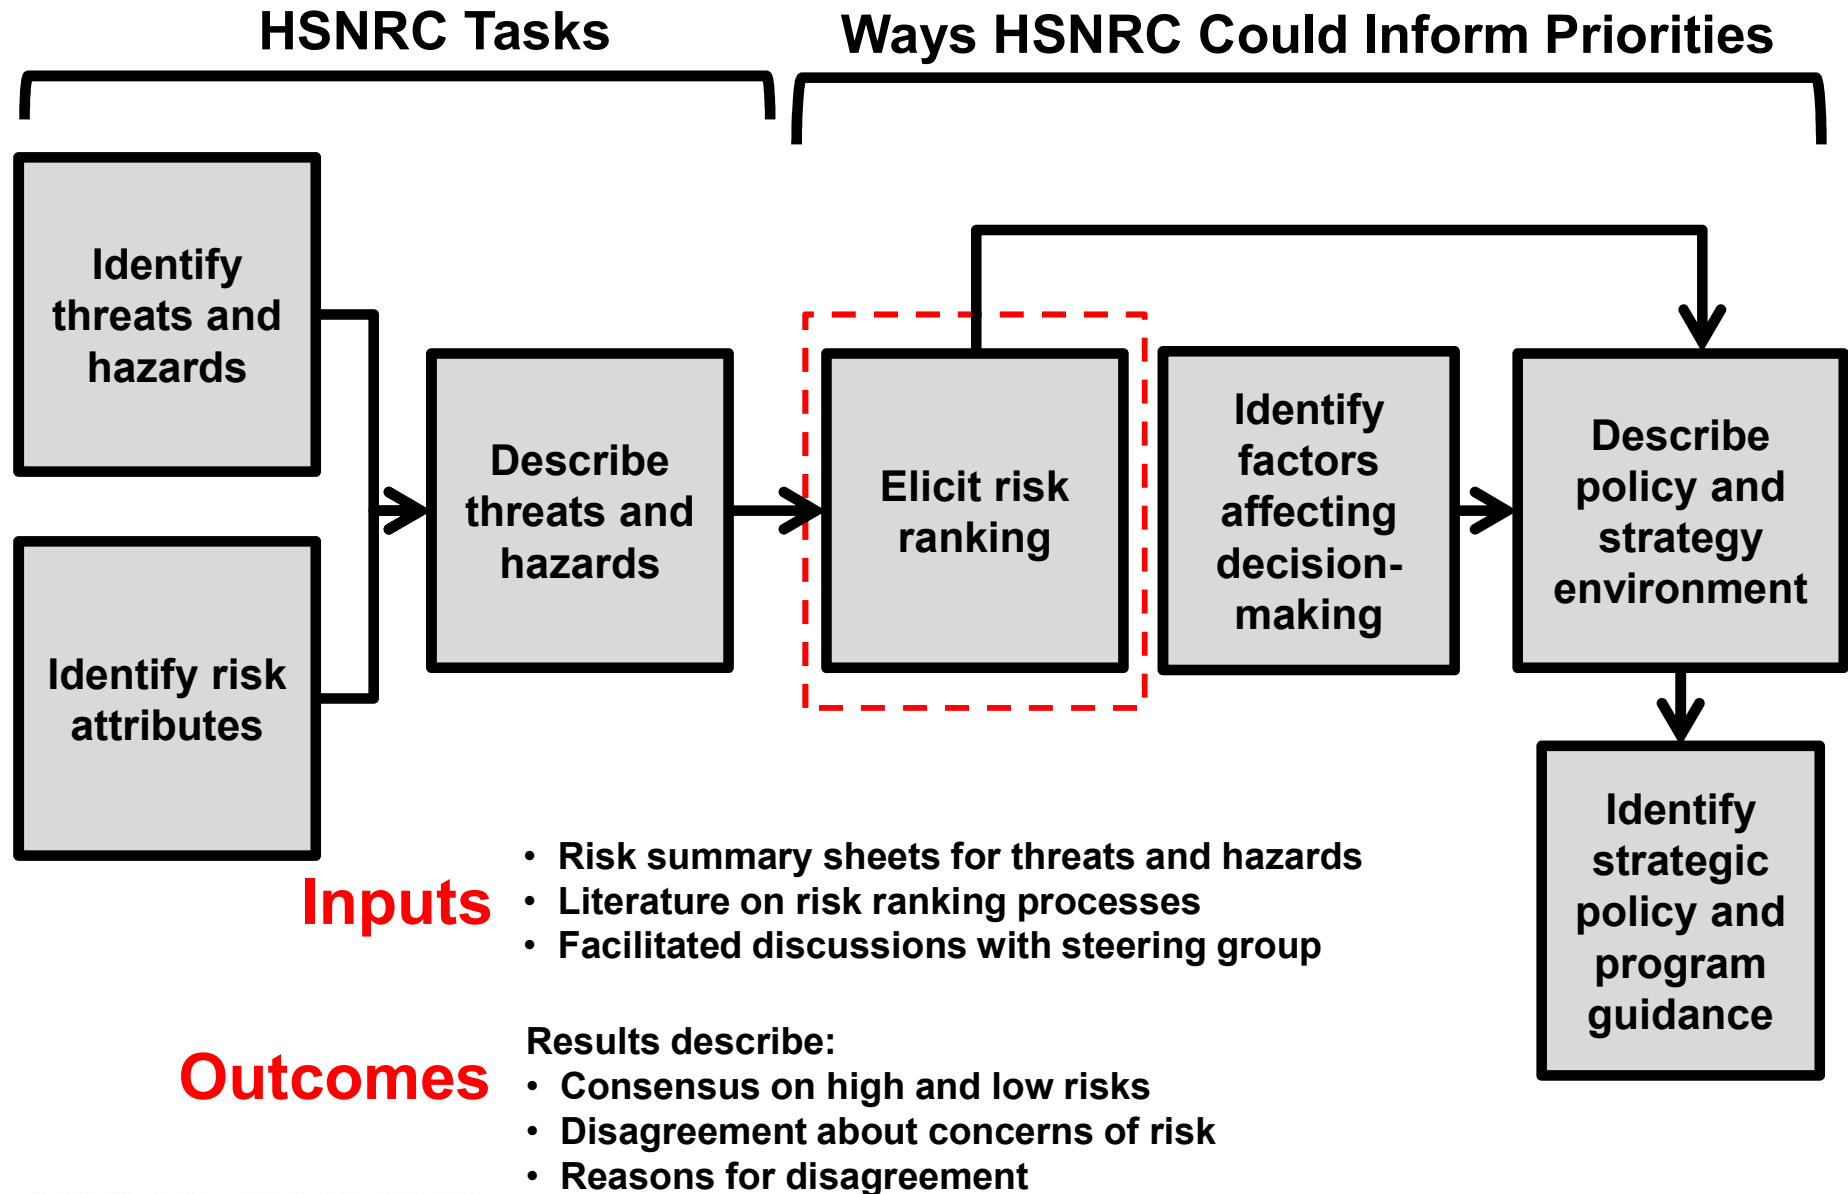 HSNRC Tasks
Ways HSNRC Could Inform Priorities
Identify
threats and
hazards
Identify risk
attributes
Describe
threats and
hazards
Elicit risk
ranking
Identify
factors
affecting
decision-
making
Describe
policy and
strategy
environment
Identify
strategic
policy and
program
guidance
Inputs
• Risk summary sheets for threats and hazards
• Literature on risk ranking processes
• Facilitated discussions with steering group
Outcomes
Results describe:
• Consensus on high and low risks
• Disagreement about concerns of risk
• Reasons for disagreement